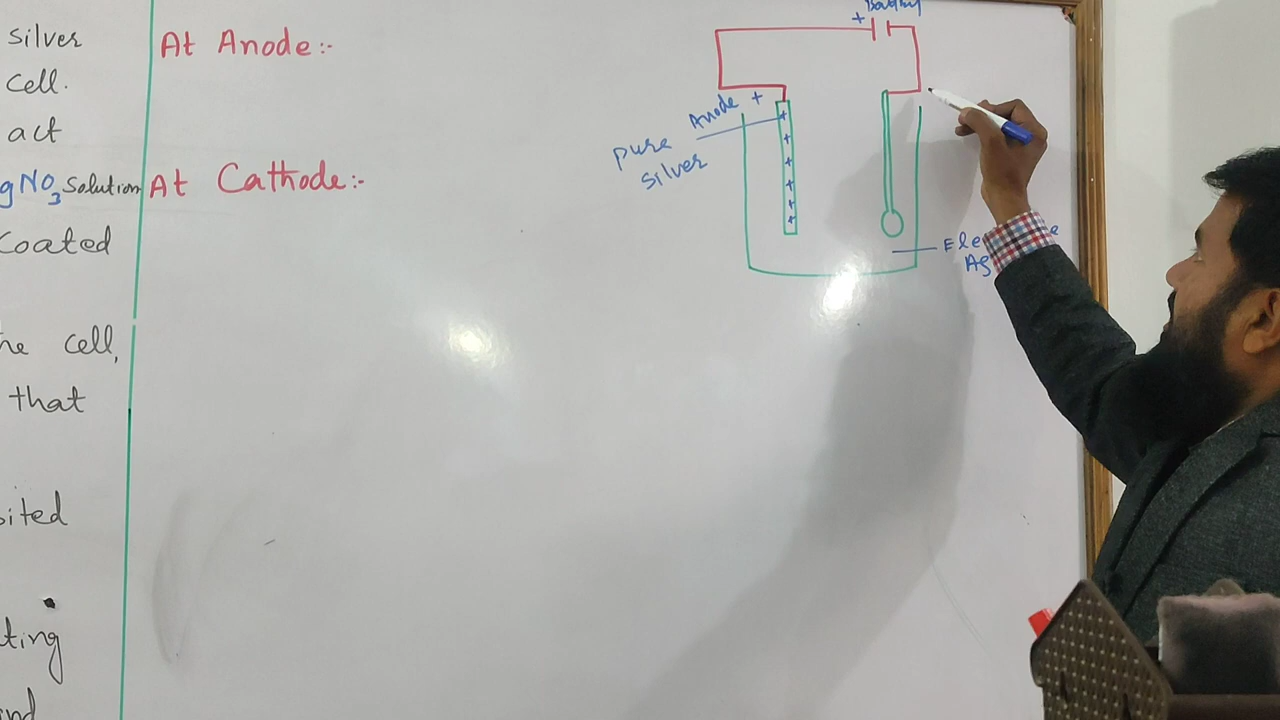 silver
cell.
act
gNO3 Solution
Coated
he cell,
that
sited
ting
nd
At Anode:-
At Cathode:-
+ Battery
Anode +
pure
silver
Ele
Ag